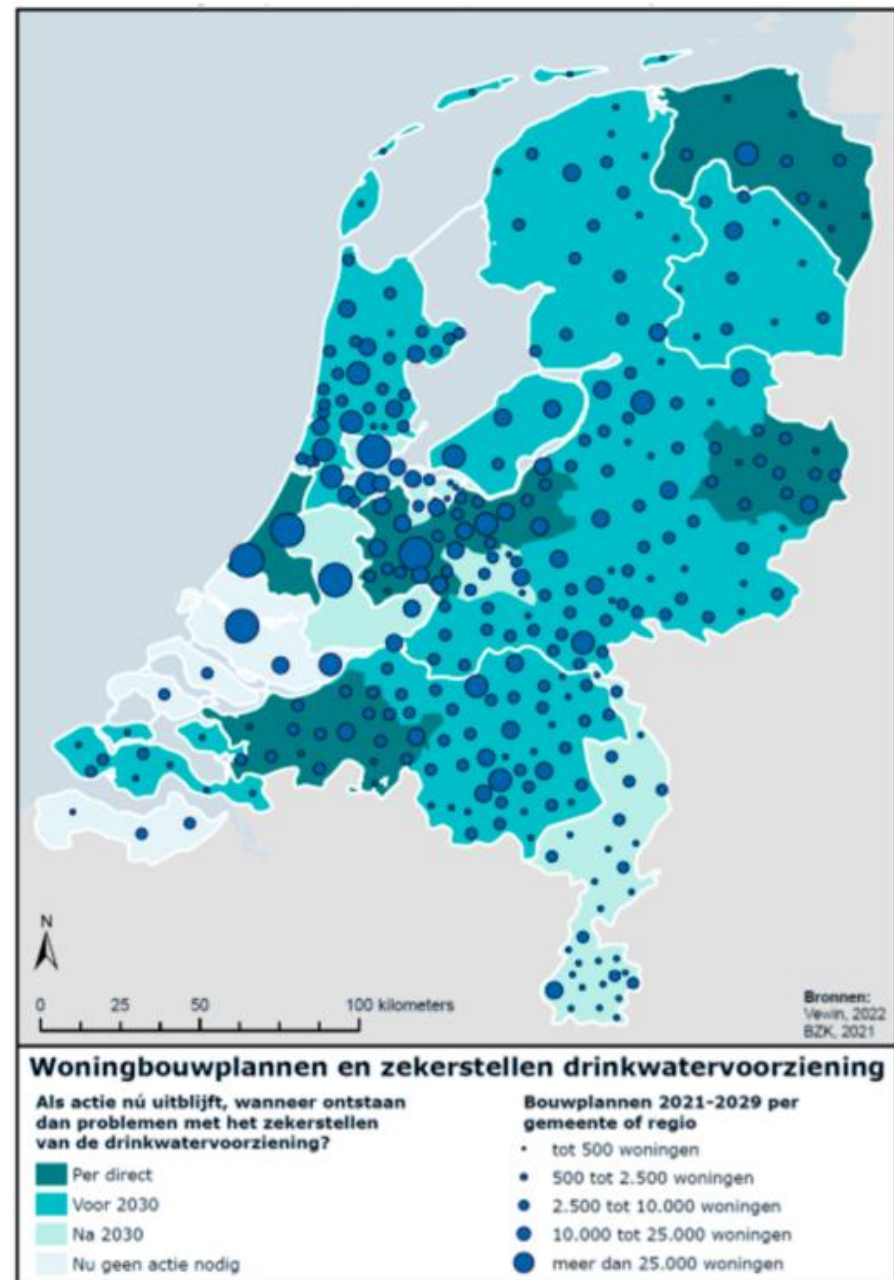 N
0 25 50 100 kilometers
Bronnen:
Vewin, 2022
BZK, 2021
Woningbouwplannen en zekerstellen drinkwatervoorziening
Als actie nú uitblijft, wanneer ontstaan
dan problemen met het zekerstellen
van de drinkwatervoorziening?
Per direct
Voor 2030
Na 2030
Nu geen actie nodig
Bouwplannen 2021-2029 per
gemeente of regio
tot 500 woningen
500 tot 2.500 woningen
2.500 tot 10.000 woningen
10.000 tot 25.000 woningen
meer dan 25.000 woningen